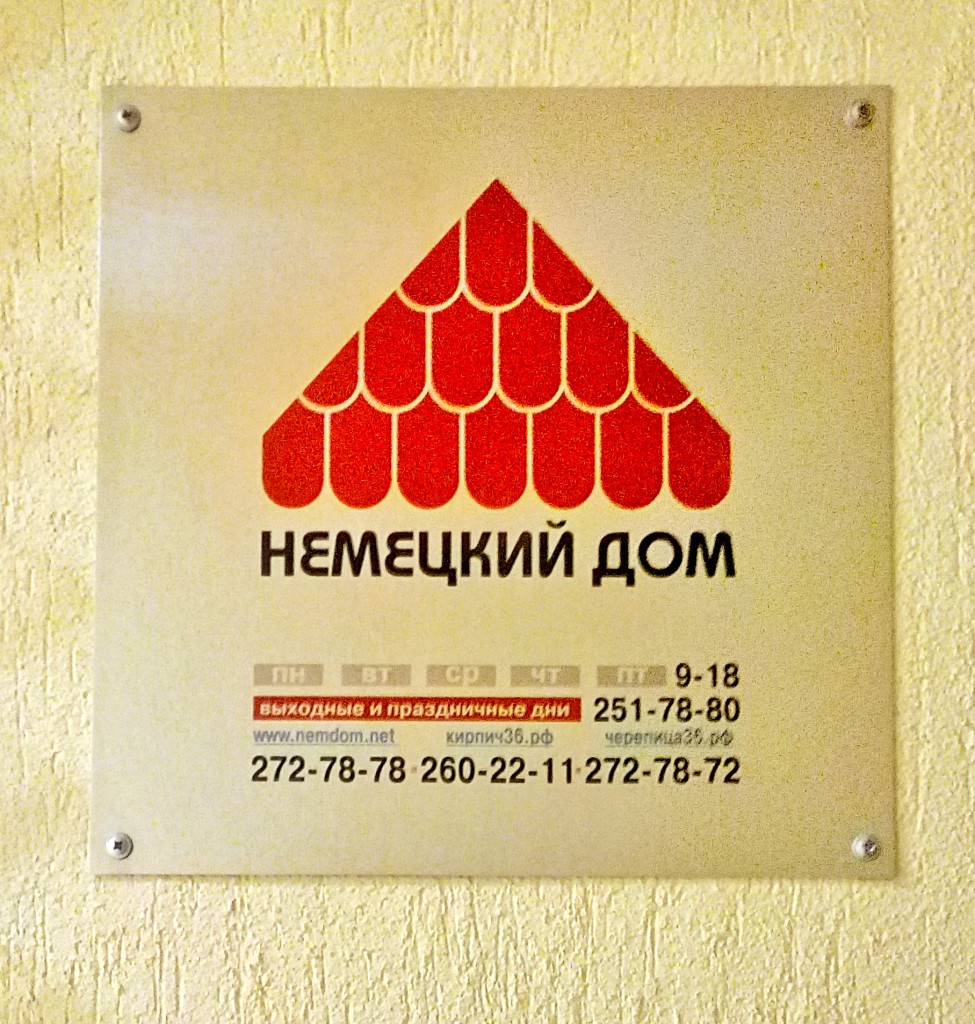 НЕМЕЦКИЙ ДОМ
пн вт ср чт пт 9-18
выходные и праздничные дни 251-78-80
www.nemdom.net кирпич36.рф черепица36.рф
272-78-78·260-22-11·272-78-72